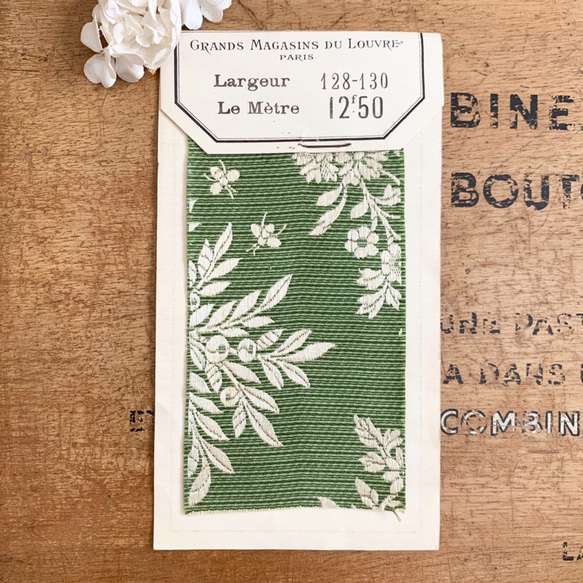 GRANDS MAGASINS DU LOUVRE
PARIS
Largeur 128-130
Le Mètre 12f50
BINE
BOUT
UNE PAST
A DANS
COMBIN